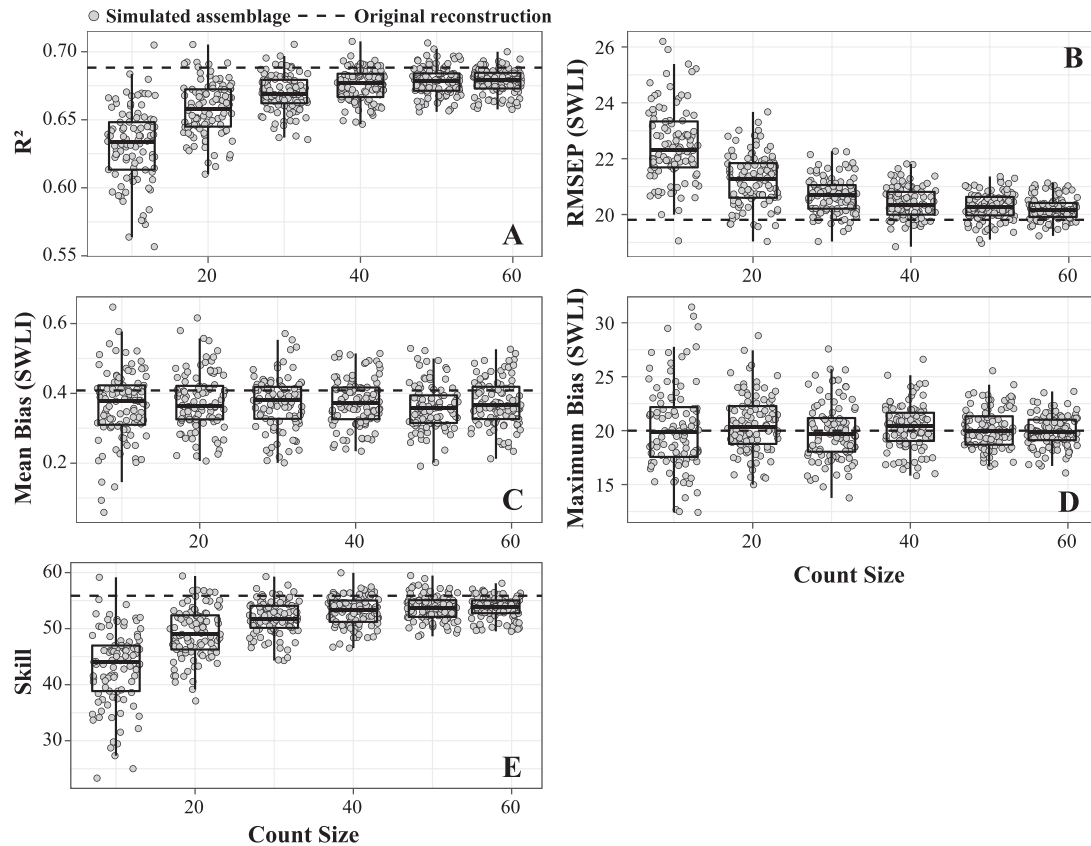 Simulated assemblage Original reconstruction
R²
0.70
0.65
0.60
0.55
20
40
60
A
RMSEP (SWLI)
26
24
22
20
20
40
60
B
Mean Bias (SWLI)
0.6
0.4
0.2
20
40
60
C
Maximum Bias (SWLI)
30
25
20
15
20
40
60
D
Count Size
Skill
60
50
40
30
20
40
60
E
Count Size